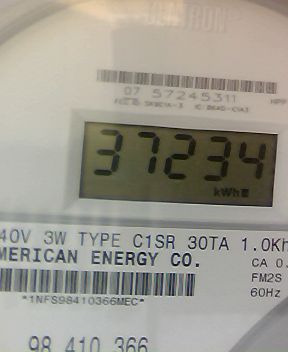 07 57245311
37234
kWh
40V 3W TYPE C1SR 30TA 1.0Kh
MERICAN ENERGY CO.
CA 0.
FM2S
60Hz
*1NFS98410366MEC*
98 410 366